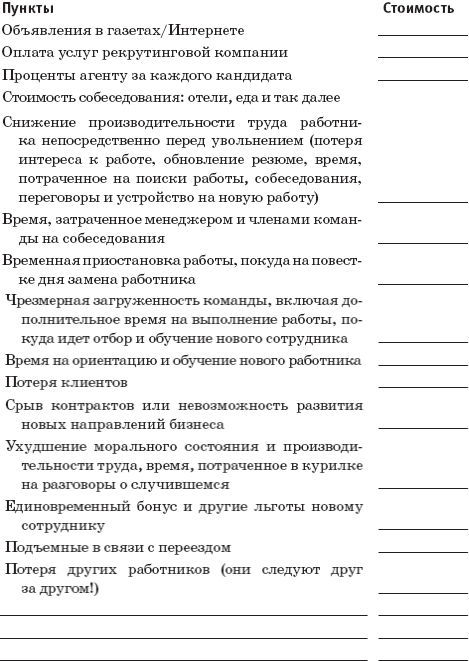 Пункты Стоимость
Объявления в газетах/Интернете
Оплата услуг рекрутинговой компании
Проценты агенту за каждого кандидата
Стоимость собеседования: отели, еда и так далее
Снижение производительности труда работни-
ка непосредственно перед увольнением (потеря
интереса к работе, обновление резюме, время,
потраченное на поиски работы, собеседования,
переговоры и устройство на новую работу)
Время, затраченное менеджером и членами коман-
ды на собеседования
Временная приостановка работы, покуда на повест-
ке дня замена работника
Чрезмерная загруженность команды, включая до-
полнительное время на выполнение работы, по-
куда идет отбор и обучение нового сотрудника
Время на ориентацию и обучение нового работника
Потеря клиентов
Срыв контрактов или невозможность развития
новых направлений бизнеса
Ухудшение морального состояния и производи-
тельности труда, время, потраченное в курилке
на разговоры о случившемся
Единовременный бонус и другие льготы новому
сотруднику
Подъемные в связи с переездом
Потеря других работников (они следуют друг
за другом!)